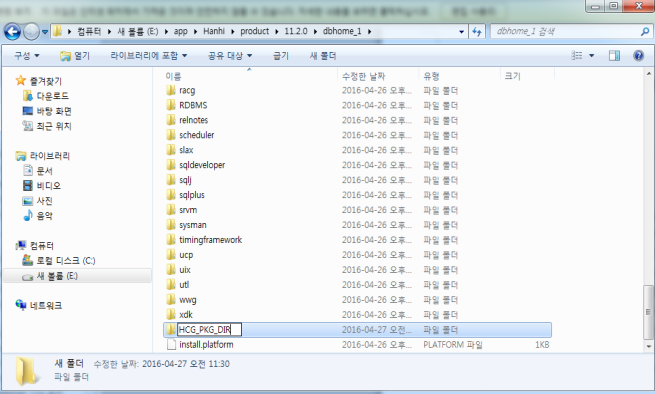 컴퓨터 ▸ 새 볼륨 (E:) ▸ app ▸ Hanhi ▸ product ▸ 11.2.0 ▸ dbhome_1 ▸ dbhome_1 검색
구성 ▾ 열기 라이브러리에 포함 ▾ 공유 대상 ▾ 굽기 새 폴더
이름 수정한 날짜 유형 크기
즐겨찾기
다운로드
바탕 화면
최근 위치
라이브러리
문서
비디오
사진
음악
컴퓨터
로컬 디스크 (C:)
새 볼륨 (E:)
네트워크
racg 2016-04-26 오후... 파일 폴더
RDBMS 2016-04-26 오후... 파일 폴더
relnotes 2016-04-26 오후... 파일 폴더
scheduler 2016-04-26 오후... 파일 폴더
slax 2016-04-26 오후... 파일 폴더
sqldeveloper 2016-04-26 오후... 파일 폴더
sqlj 2016-04-26 오후... 파일 폴더
sqlplus 2016-04-26 오후... 파일 폴더
srvm 2016-04-26 오후... 파일 폴더
sysman 2016-04-26 오후... 파일 폴더
timingframework 2016-04-26 오후... 파일 폴더
ucp 2016-04-26 오후... 파일 폴더
uix 2016-04-26 오후... 파일 폴더
utl 2016-04-26 오후... 파일 폴더
wwg 2016-04-26 오후... 파일 폴더
xdk 2016-04-26 오후... 파일 폴더
HCG_PKG_DIR 2016-04-27 오전... 파일 폴더
install.platform 2016-04-26 오후... PLATFORM 파일 1KB
새 폴더 수정한 날짜: 2016-04-27 오전 11:30
파일 폴더